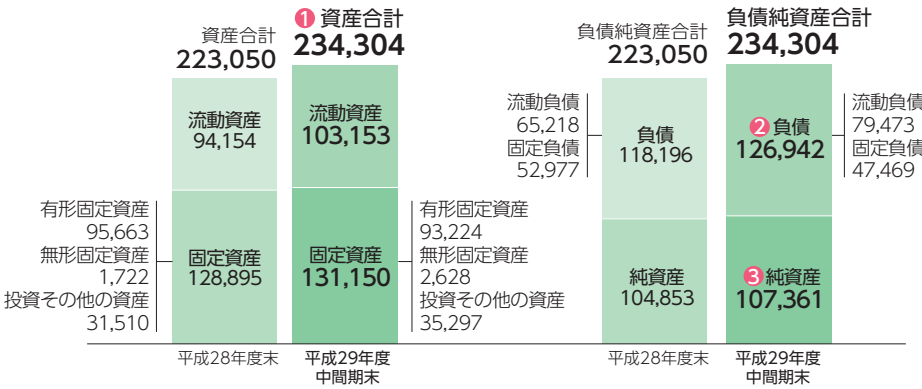 資産合計
223,050
1 資産合計
234,304
流動資産
94,154
流動資産
103,153
有形固定資産
95,663
無形固定資産
1,722
投資その他の資産
31,510
固定資産
128,895
固定資産
131,150
有形固定資産
93,224
無形固定資産
2,628
投資その他の資産
35,297
平成28年度末
平成29年度
中間期末
負債純資産合計
223,050
負債純資産合計
234,304
流動負債
65,218
固定負債
52,977
負債
118,196
2 負債
126,942
流動負債
79,473
固定負債
47,469
純資産
104,853
3 純資産
107,361
平成28年度末
平成29年度
中間期末